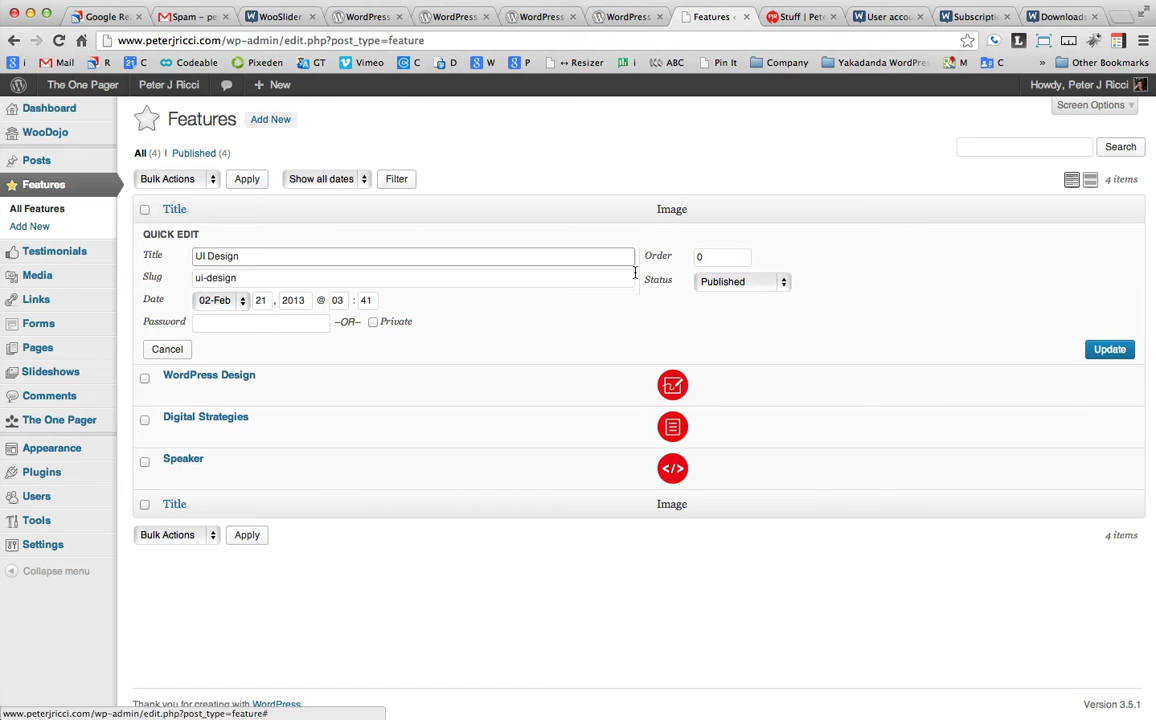 Google Re
Spam – pe
WooSlider
WordPress
WordPress
WordPress
WordPress
Features ‹
Stuff | Pete
User accou
Subscripti
Downloads
www.peterjricci.com/wp-admin/edit.php?post_type=feature
i Mail R C Codeable Pixeden GT Vimeo C D W P ↔ Resizer i ABC Pin It Company Yakadanda WordPr M C » Other Bookmarks
The One Pager Peter J Ricci + New Howdy, Peter J Ricci
Screen Options
Dashboard
WooDojo
Posts
Features
All Features
Add New
Testimonials
Media
Links
Forms
Pages
Slideshows
Comments
The One Pager
Appearance
Plugins
Users
Tools
Settings
Collapse menu
Features Add New
All (4) | Published (4)
Search
Bulk Actions Apply Show all dates Filter 4 items
Title Image
QUICK EDIT
Title UI Design Order 0
Slug ui-design Status Published
Date 02-Feb 21 , 2013 @ 03 : 41
Password –OR– Private
Cancel Update
WordPress Design
Digital Strategies
Speaker </>
Title Image
Bulk Actions Apply 4 items
Thank you for creating with WordPress. Version 3.5.1
www.peterjricci.com/wp-admin/edit.php?post_type=feature#